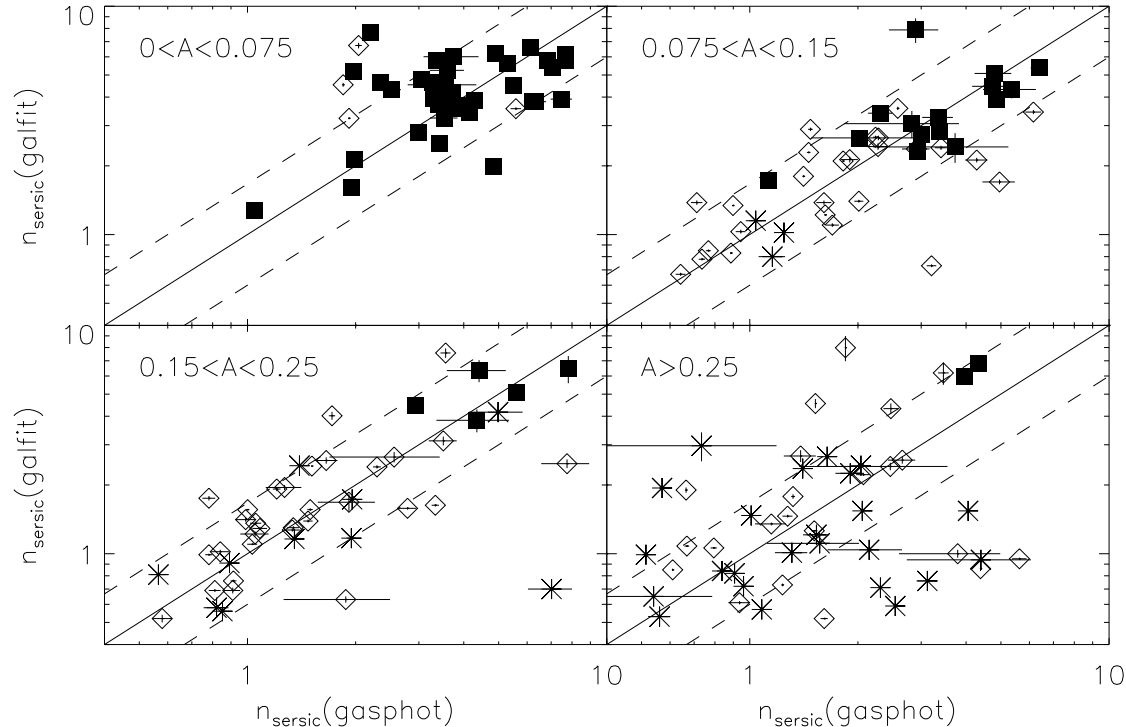 10
0<A<0.075
0.075<A<0.15
n_sersic(galfit)
1
10
0.15<A<0.25
A>0.25
n_sersic(galfit)
1
1 10 1 10
n_sersic(gasphot) n_sersic(gasphot)